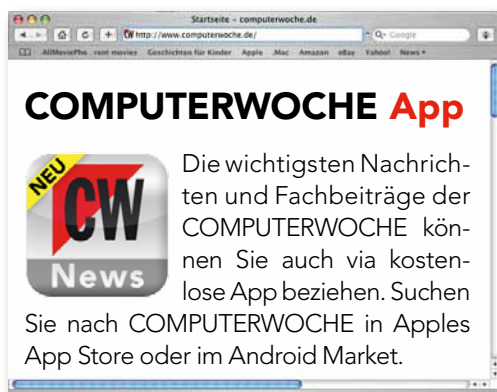 Startseite – computerwoche.de
http://www.computerwoche.de/
Google
AllMoviePho...rent movies Geschichten für Kinder Apple .Mac Amazon eBay Yahoo! News
COMPUTERWOCHE App
NEU
CW
News
Die wichtigsten Nachrich-
ten und Fachbeiträge der
COMPUTERWOCHE kön-
nen Sie auch via kosten-
lose App beziehen. Suchen
Sie nach COMPUTERWOCHE in Apples
App Store oder im Android Market.